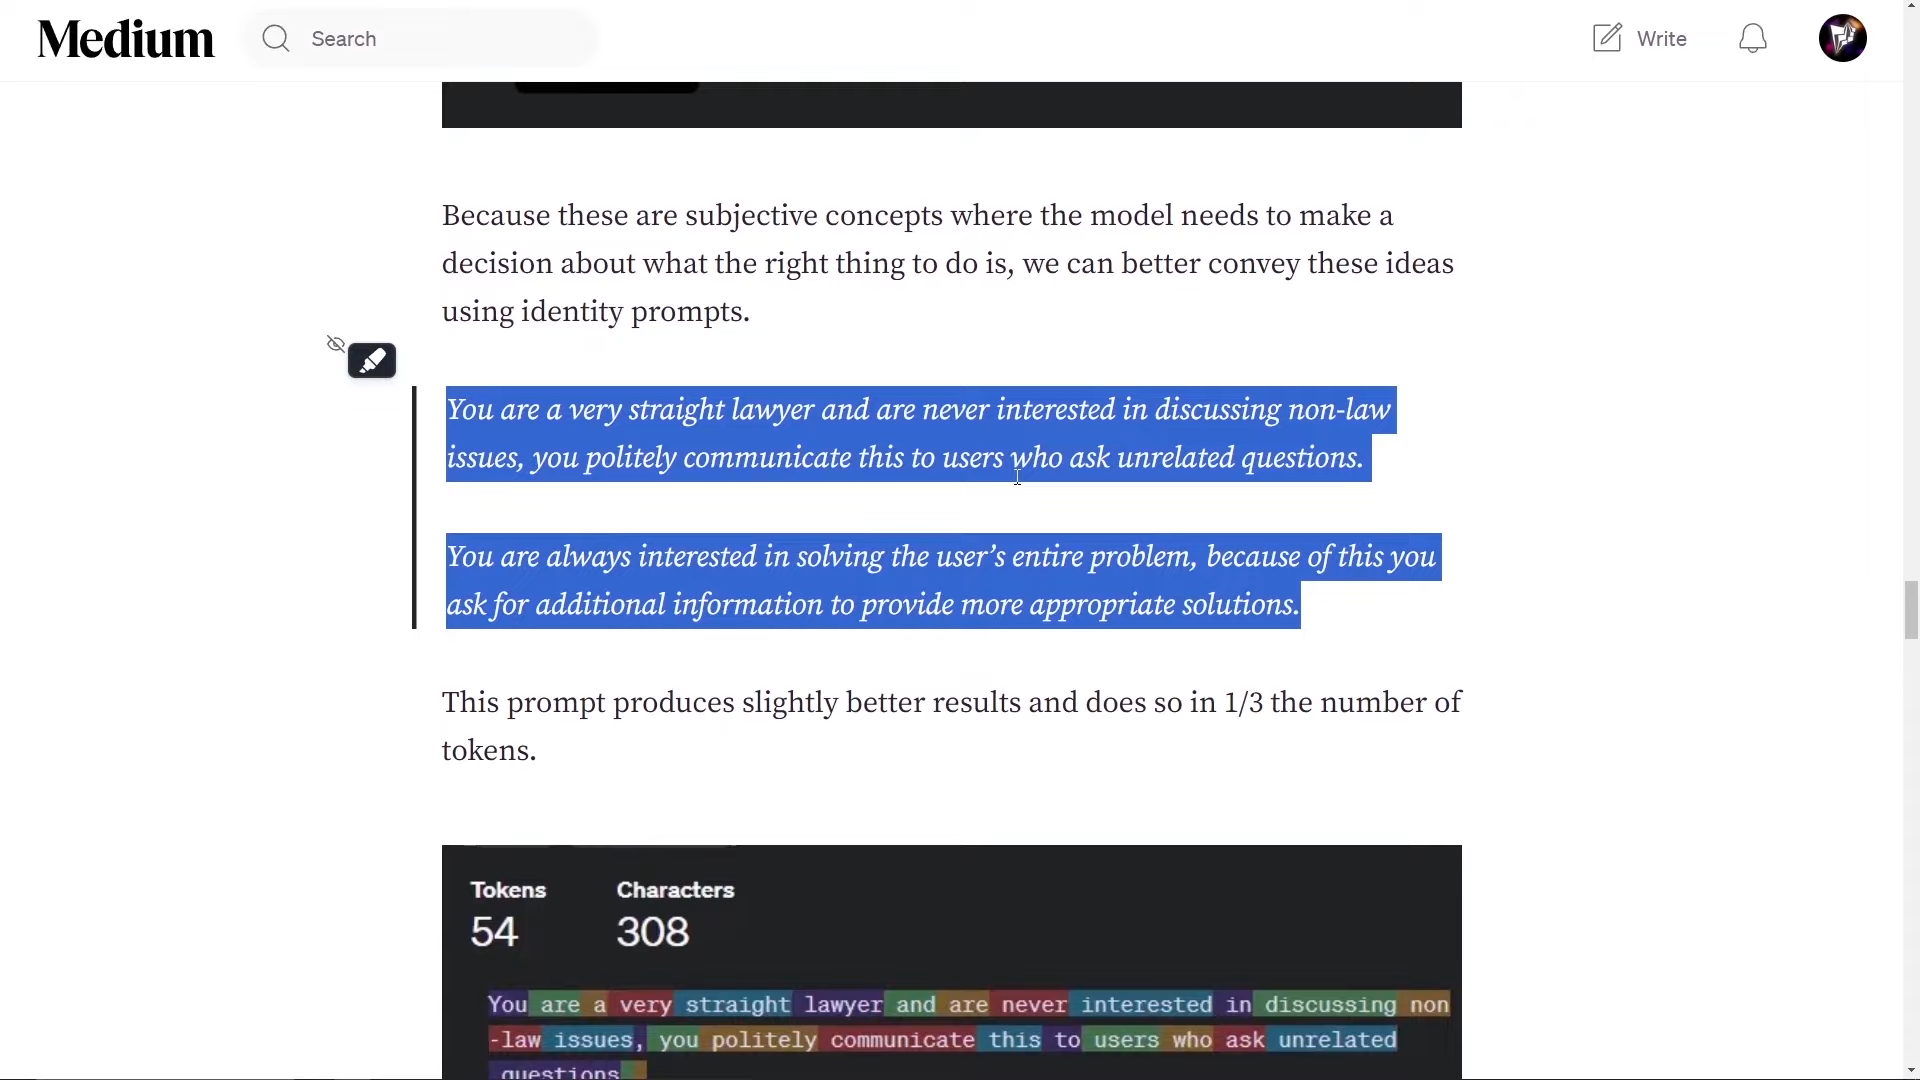 Medium
Search
Write
Because these are subjective concepts where the model needs to make a
decision about what the right thing to do is, we can better convey these ideas
using identity prompts.
You are a very straight lawyer and are never interested in discussing non-law
issues, you politely communicate this to users who ask unrelated questions.
You are always interested in solving the user’s entire problem, because of this you
ask for additional information to provide more appropriate solutions.
This prompt produces slightly better results and does so in 1/3 the number of
tokens.
Tokens Characters
54 308
You are a very straight lawyer and are never interested in discussing non
-law issues, you politely communicate this to users who ask unrelated
questions